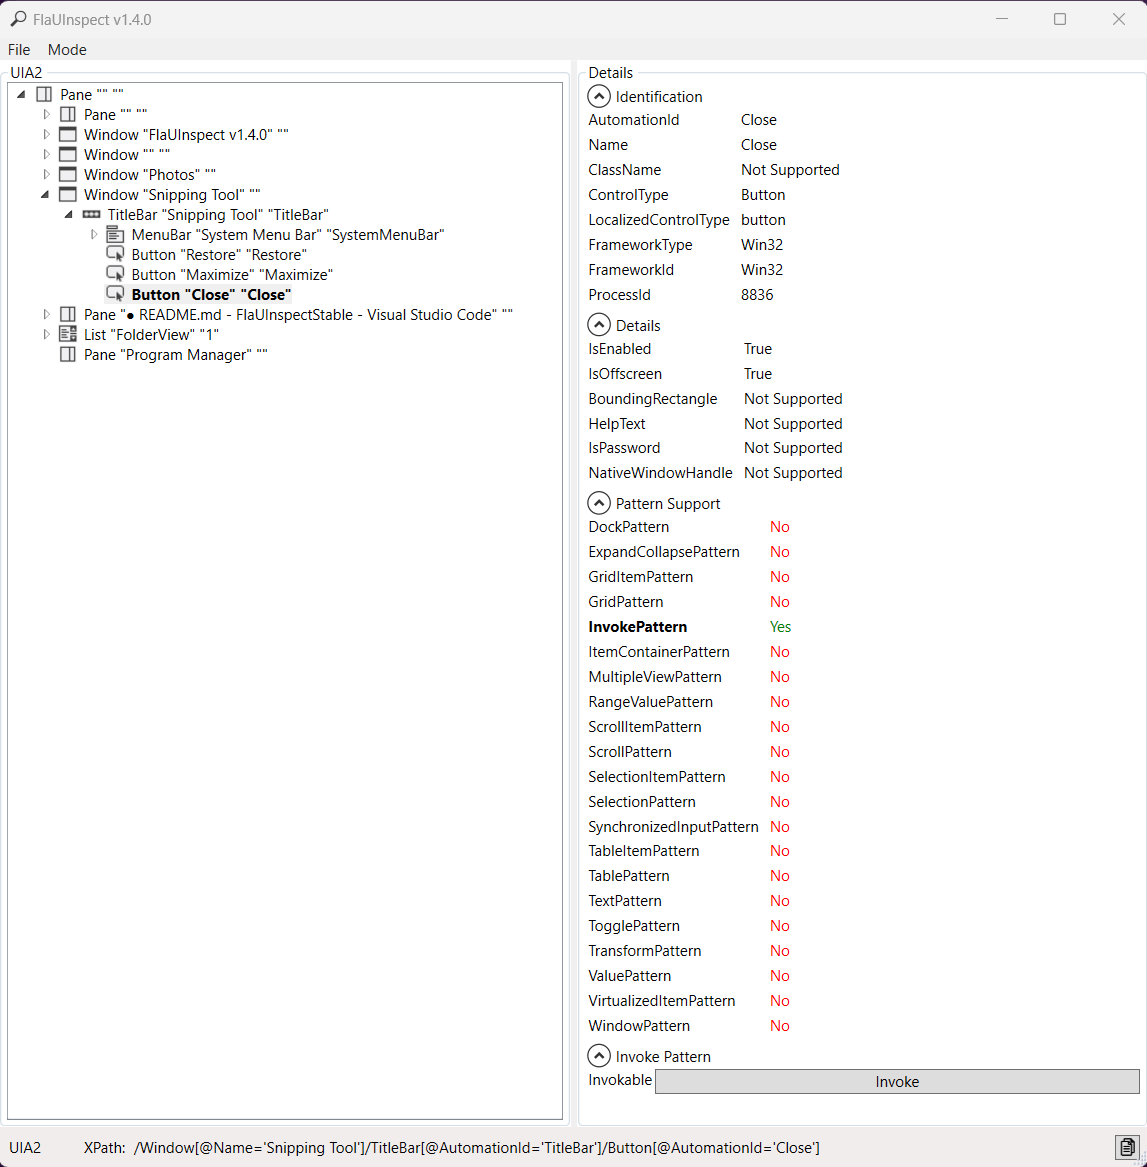 FlaUInspect v1.4.0
File Mode
UIA2
Pane "" ""
Pane "" ""
Window "FlaUInspect v1.4.0" ""
Window "" ""
Window "Photos" ""
Window "Snipping Tool" ""
TitleBar "Snipping Tool" "TitleBar"
MenuBar "System Menu Bar" "SystemMenuBar"
Button "Restore" "Restore"
Button "Maximize" "Maximize"
Button "Close" "Close"
Pane "● README.md - FlaUInspectStable - Visual Studio Code" ""
List "FolderView" "1"
Pane "Program Manager" ""
Details
Identification
AutomationId Close
Name Close
ClassName Not Supported
ControlType Button
LocalizedControlType button
FrameworkType Win32
FrameworkId Win32
ProcessId 8836
Details
IsEnabled True
IsOffscreen True
BoundingRectangle Not Supported
HelpText Not Supported
IsPassword Not Supported
NativeWindowHandle Not Supported
Pattern Support
DockPattern No
ExpandCollapsePattern No
GridItemPattern No
GridPattern No
InvokePattern Yes
ItemContainerPattern No
MultipleViewPattern No
RangeValuePattern No
ScrollItemPattern No
ScrollPattern No
SelectionItemPattern No
SelectionPattern No
SynchronizedInputPattern No
TableItemPattern No
TablePattern No
TextPattern No
TogglePattern No
TransformPattern No
ValuePattern No
VirtualizedItemPattern No
WindowPattern No
Invoke Pattern
Invokable Invoke
UIA2 XPath: /Window[@Name='Snipping Tool']/TitleBar[@AutomationId='TitleBar']/Button[@AutomationId='Close']